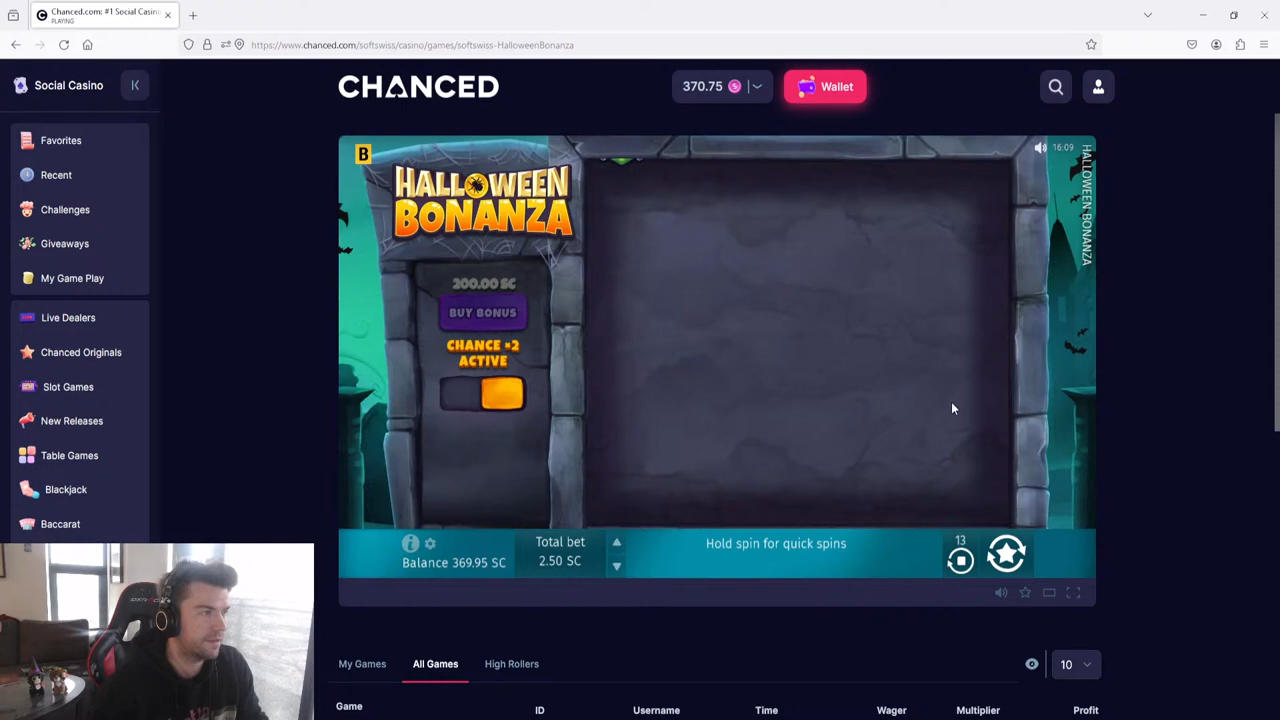 Chanced.com: #1 Social Casin
PLAYING
https://www.chanced.com/softswiss/casino/games/softswiss-HalloweenBonanza
Social Casino
CHANCED
370.75
Wallet
Favorites
Recent
Challenges
Giveaways
My Game Play
Live Dealers
Chanced Originals
Slot Games
New Releases
Table Games
Blackjack
Baccarat
B
16:09
HALLOWEEN BONANZA
HALLOWEEN
BONANZA
200.00 SC
BUY BONUS
CHANCE ×2
ACTIVE
Balance 369.95 SC
Total bet
2.50 SC
Hold spin for quick spins
13
My Games
All Games
High Rollers
10
Game
ID
Username
Time
Wager
Multiplier
Profit